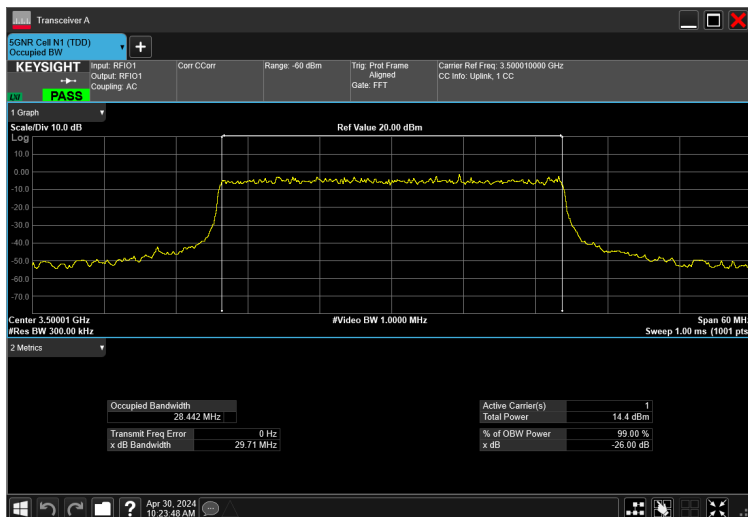 Transceiver A
5GNR Cell N1 (TDD)
Occupied BW
+
KEYSIGHT
LXI
PASS
Input: RFIO1
Output: RFIO1
Coupling: AC
Corr CCorr
Range: -60 dBm
Trig: Prot Frame
Aligned
Gate: FFT
Carrier Ref Freq: 3.500010000 GHz
CC Info: Uplink, 1 CC
1 Graph
Scale/Div 10.0 dB
Ref Value 20.00 dBm
Log
10.0
0.00
-10.0
-20.0
-30.0
-40.0
-50.0
-60.0
-70.0
Center 3.50001 GHz
#Video BW 1.0000 MHz
Span 60 MH
#Res BW 300.00 kHz
Sweep 1.00 ms (1001 pts
2 Metrics
Occupied Bandwidth
28.442 MHz
Transmit Freq Error 0 Hz
x dB Bandwidth 29.71 MHz
Active Carrier(s) 1
Total Power 14.4 dBm
% of OBW Power 99.00 %
x dB -26.00 dB
?
Apr 30, 2024
10:23:48 AM